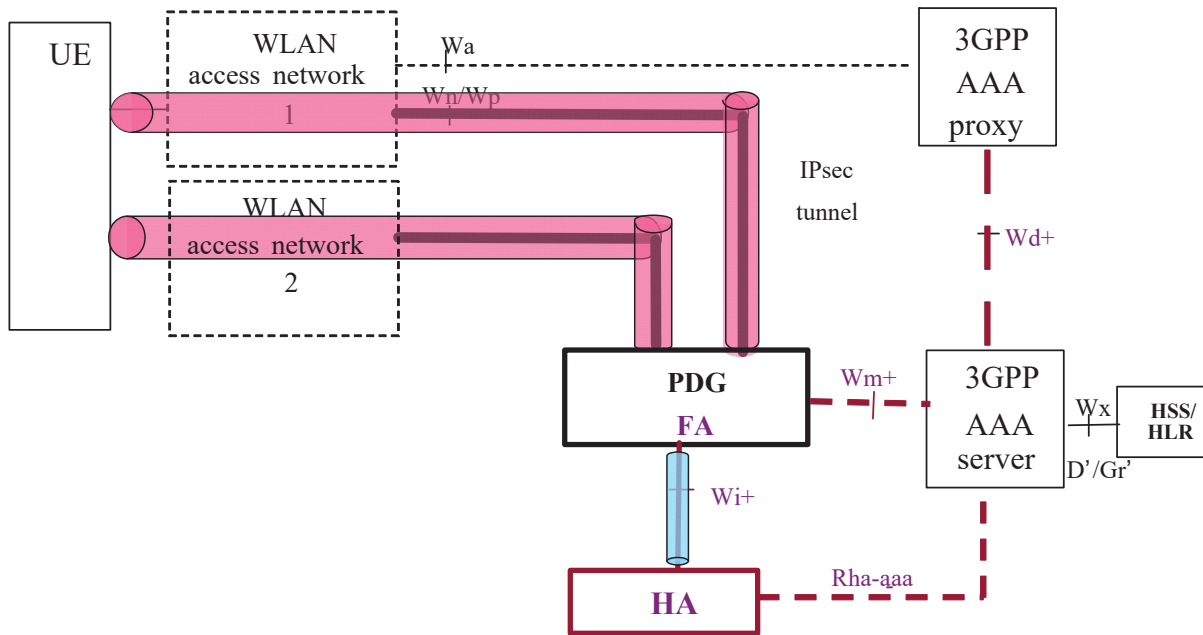 UE
WLAN
access network
1
Wa
Wn/Wp
3GPP
AAA
proxy
IPsec
tunnel
WLAN
access network
2
Wd+
PDG
FA
Wm+
3GPP
AAA
server
Wx
D’/Gr’
HSS/
HLR
Wi+
HA
Rha-aaa